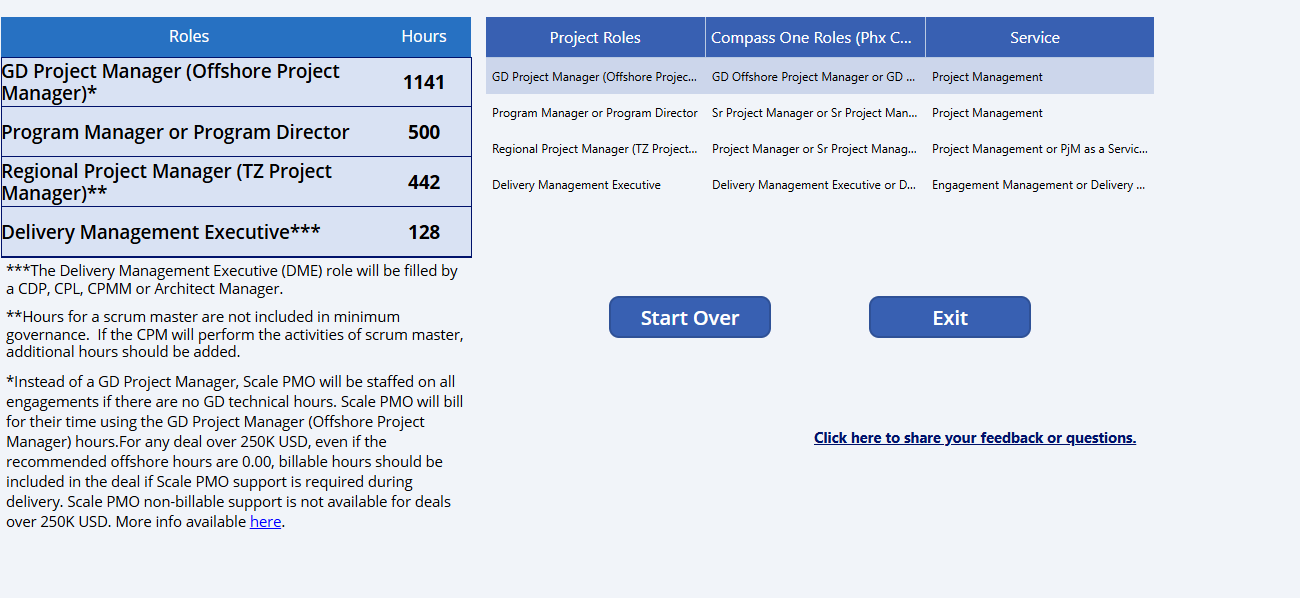 Roles Hours
GD Project Manager (Offshore Project
Manager)* 1141
Program Manager or Program Director 500
Regional Project Manager (TZ Project
Manager)** 442
Delivery Management Executive*** 128
***The Delivery Management Executive (DME) role will be filled by
a CDP, CPL, CPMM or Architect Manager.
**Hours for a scrum master are not included in minimum
governance.  If the CPM will perform the activities of scrum master,
additional hours should be added.
*Instead of a GD Project Manager, Scale PMO will be staffed on all
engagements if there are no GD technical hours. Scale PMO will bill
for their time using the GD Project Manager (Offshore Project
Manager) hours.For any deal over 250K USD, even if the
recommended offshore hours are 0.00, billable hours should be
included in the deal if Scale PMO support is required during
delivery. Scale PMO non-billable support is not available for deals
over 250K USD. More info available here.
Project Roles Compass One Roles (Phx C... Service
GD Project Manager (Offshore Projec... GD Offshore Project Manager or GD ... Project Management
Program Manager or Program Director Sr Project Manager or Sr Project Man... Project Management
Regional Project Manager (TZ Project... Project Manager or Sr Project Manag... Project Management or PjM as a Servic...
Delivery Management Executive Delivery Management Executive or D... Engagement Management or Delivery ...
Start Over Exit
Click here to share your feedback or questions.